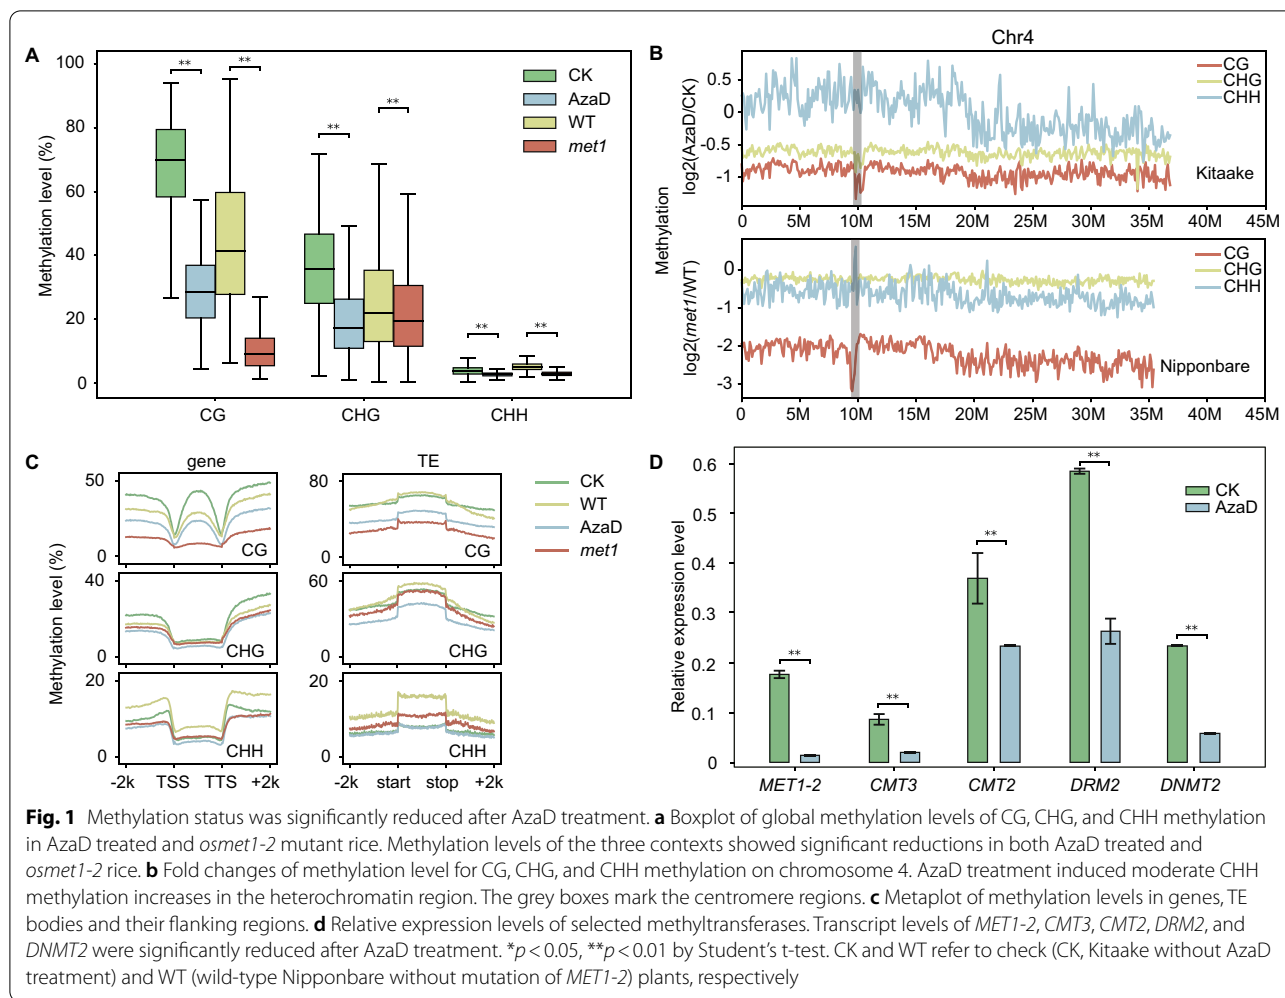 A
Methylation level (%)
100
80
60
40
20
0
CG
CHG
CHH
**
**
**
**
**
**
CK
AzaD
WT
met1
B
Chr4
Methylation
log2(AzaD/CK)
0.5
0
-0.5
-1
CG
CHG
CHH
Kitaake
0 5M 10M 15M 20M 25M 30M 35M 40M 45M
log2(met1/WT)
0
-1
-2
-3
CG
CHG
CHH
Nipponbare
0 5M 10M 15M 20M 25M 30M 35M 40M 45M
C
gene
TE
Methylation level (%)
50
0
CG
80
0
CG
40
0
CHG
60
0
CHG
20
0
CHH
20
0
CHH
-2k TSS TTS +2k
-2k start stop +2k
CK
WT
AzaD
met1
D
Relative expression level
0.6
0.5
0.4
0.3
0.2
0.1
0
**
**
**
**
**
CK
AzaD
MET1-2 CMT3 CMT2 DRM2 DNMT2
Fig. 1 Methylation status was significantly reduced after AzaD treatment. a Boxplot of global methylation levels of CG, CHG, and CHH methylation
in AzaD treated and osmet1-2 mutant rice. Methylation levels of the three contexts showed significant reductions in both AzaD treated and
osmet1-2 rice. b Fold changes of methylation level for CG, CHG, and CHH methylation on chromosome 4. AzaD treatment induced moderate CHH
methylation increases in the heterochromatin region. The grey boxes mark the centromere regions. c Metaplot of methylation levels in genes, TE
bodies and their flanking regions. d Relative expression levels of selected methyltransferases. Transcript levels of MET1-2, CMT3, CMT2, DRM2, and
DNMT2 were significantly reduced after AzaD treatment. *p < 0.05, **p < 0.01 by Student's t-test. CK and WT refer to check (CK, Kitaake without AzaD
treatment) and WT (wild-type Nipponbare without mutation of MET1-2) plants, respectively